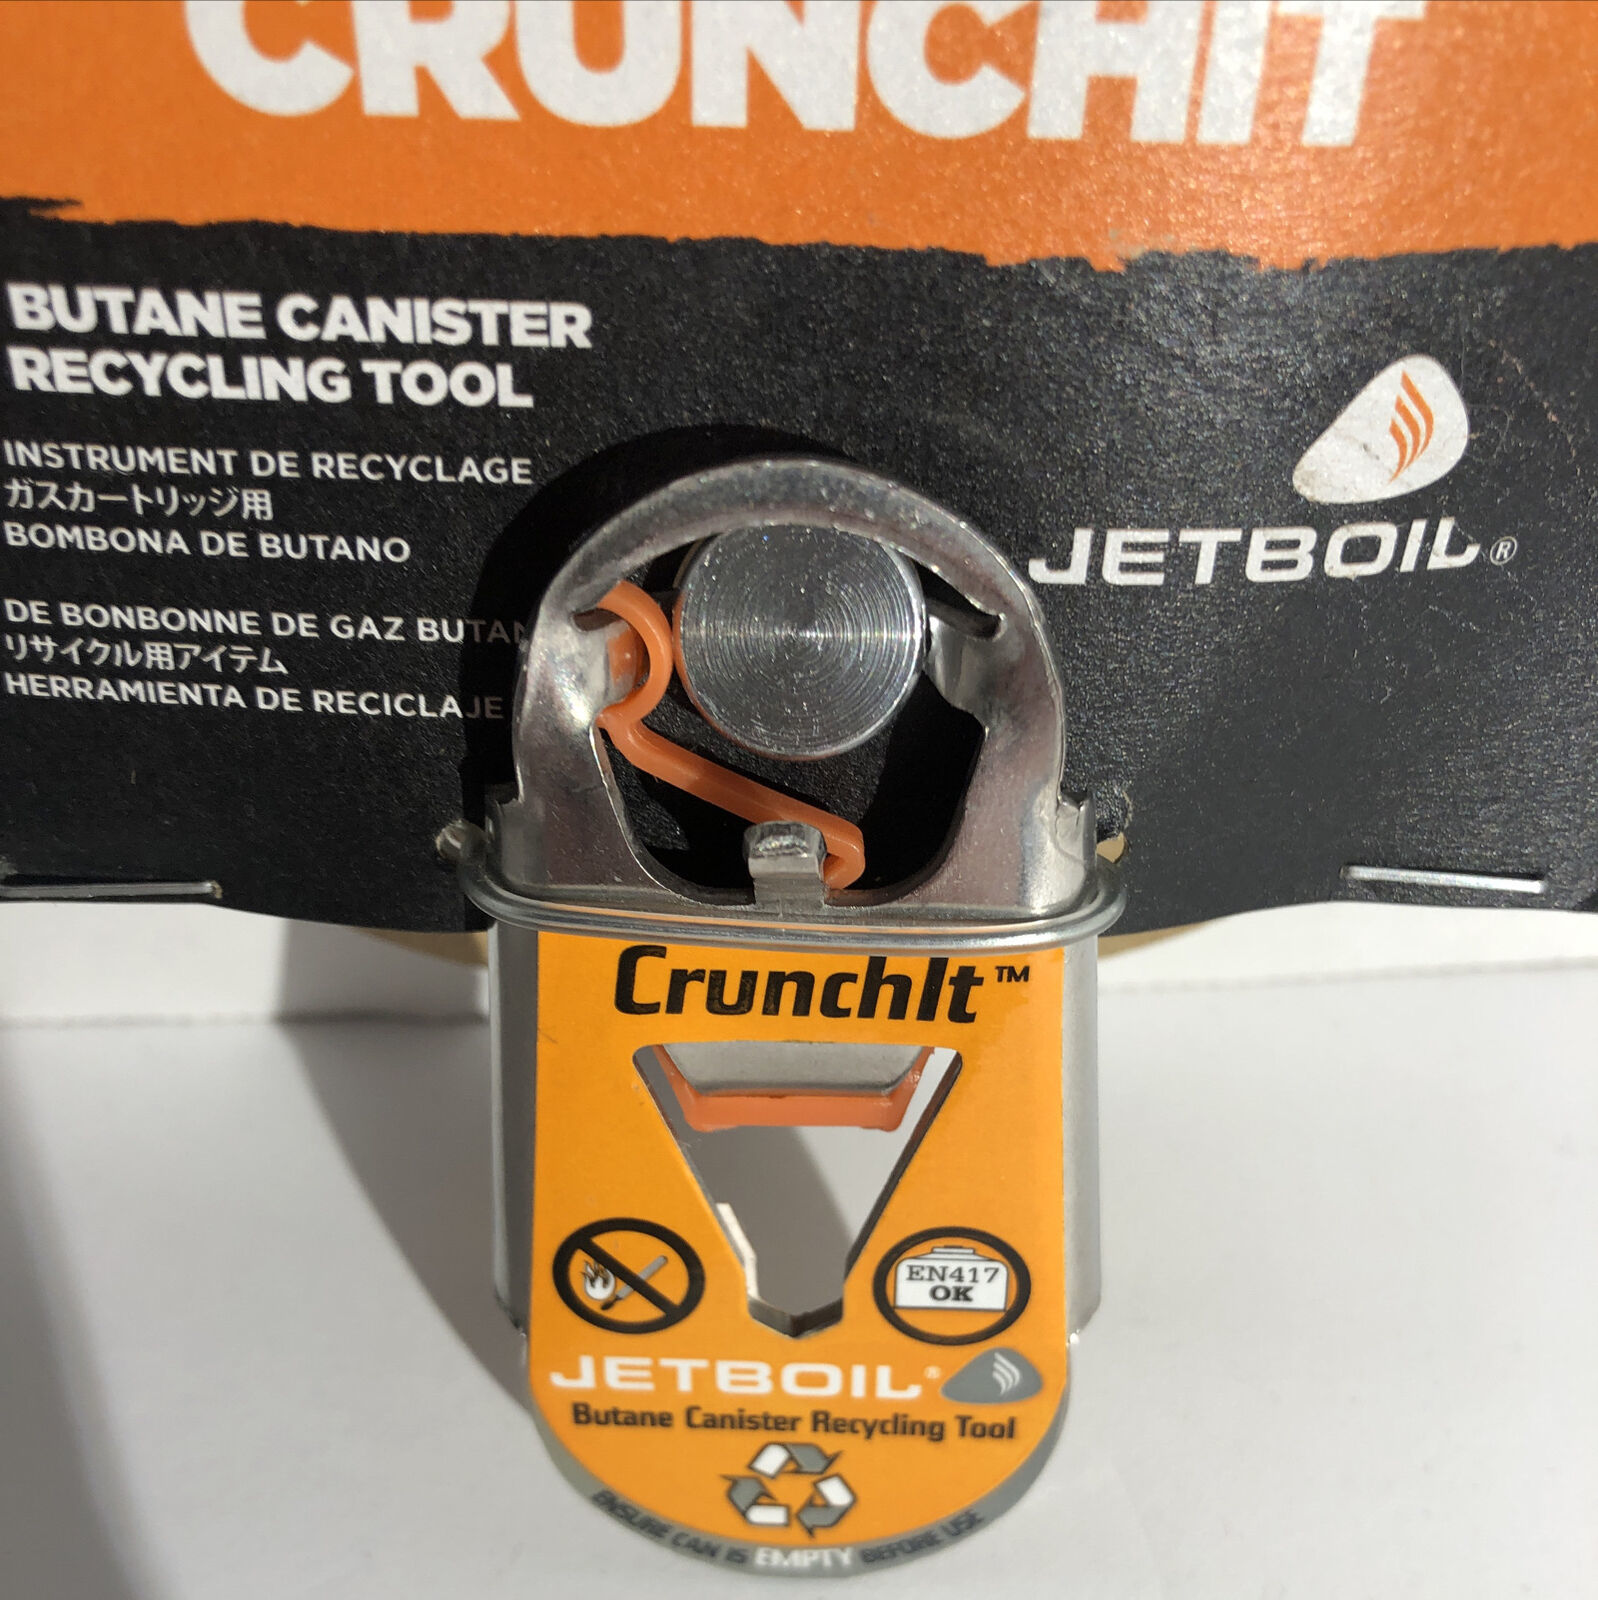 CRUNCHIT
BUTANE CANISTER
RECYCLING TOOL
INSTRUMENT DE RECYCLAGE
ガスカートリッジ用
BOMBONA DE BUTANO
DE BONBONNE DE GAZ BUTAN
リサイクル用アイテム
HERRAMIENTA DE RECICLAJE
JETBOIL®
CrunchIt™
EN417
OK
JETBOIL®
Butane Canister Recycling Tool
ENSURE CAN IS EMPTY BEFORE USE